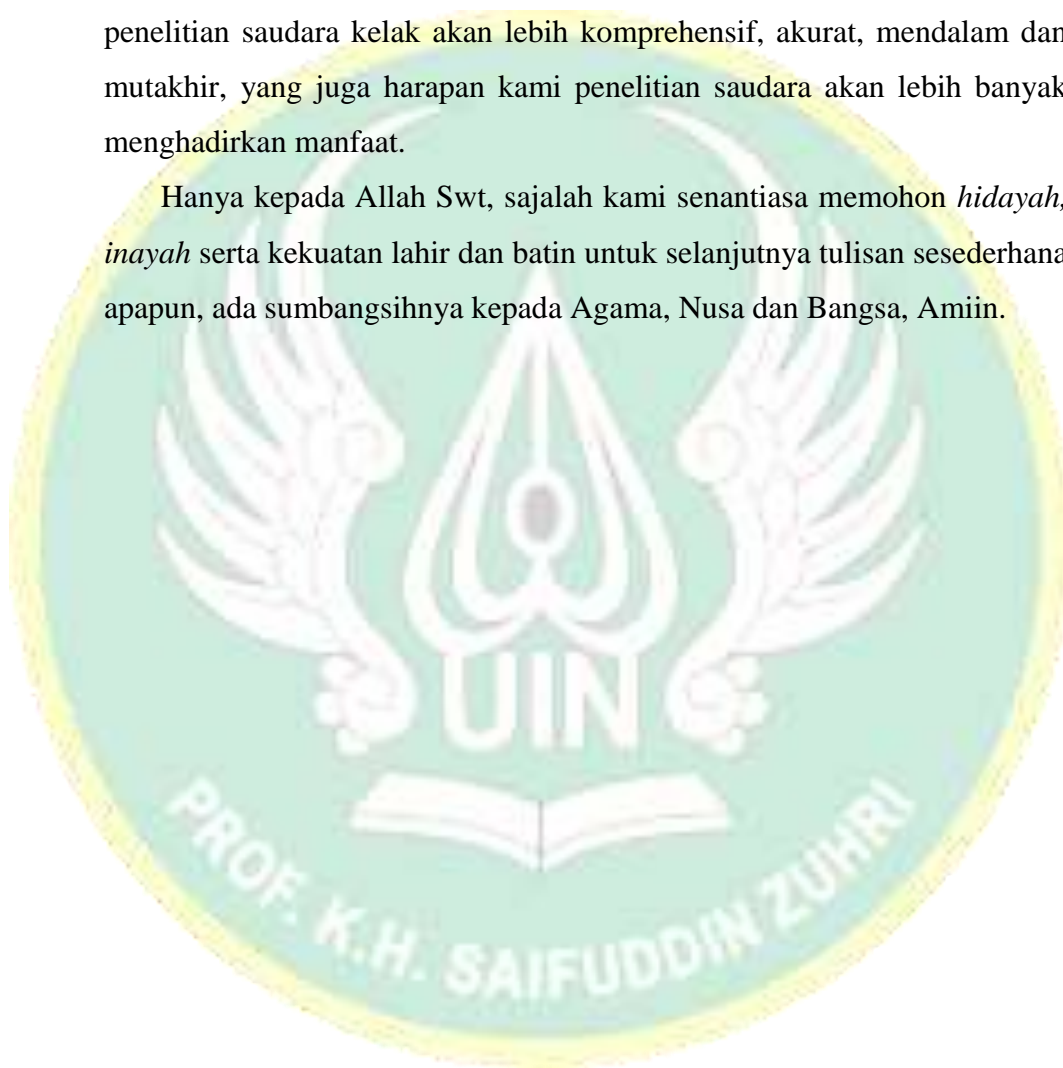 penelitian saudara kelak akan lebih komprehensif, akurat, mendalam dan
mutakhir, yang juga harapan kami penelitian saudara akan lebih banyak
menghadirkan manfaat.
Hanya kepada Allah Swt, sajalah kami senantiasa memohon hidayah,
inayah serta kekuatan lahir dan batin untuk selanjutnya tulisan sesederhana
apapun, ada sumbangsihnya kepada Agama, Nusa dan Bangsa, Amiin.
UIN
PROF. K.H. SAIFUDDIN ZUHRI